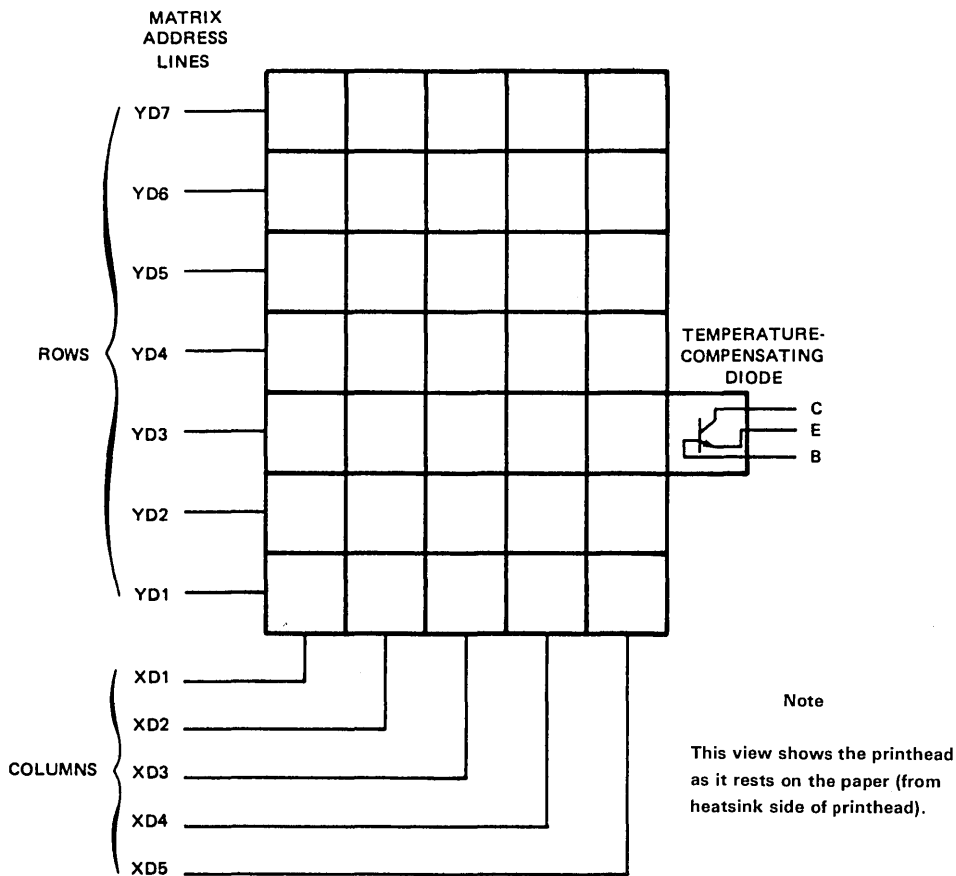 MATRIX
ADDRESS
LINES
YD7
YD6
YD5
ROWS
YD4
YD3
YD2
YD1
TEMPERATURE-
COMPENSATING
DIODE
C
E
B
XD1
XD2
COLUMNS
XD3
XD4
XD5
Note
This view shows the printhead
as it rests on the paper (from
heatsink side of printhead).